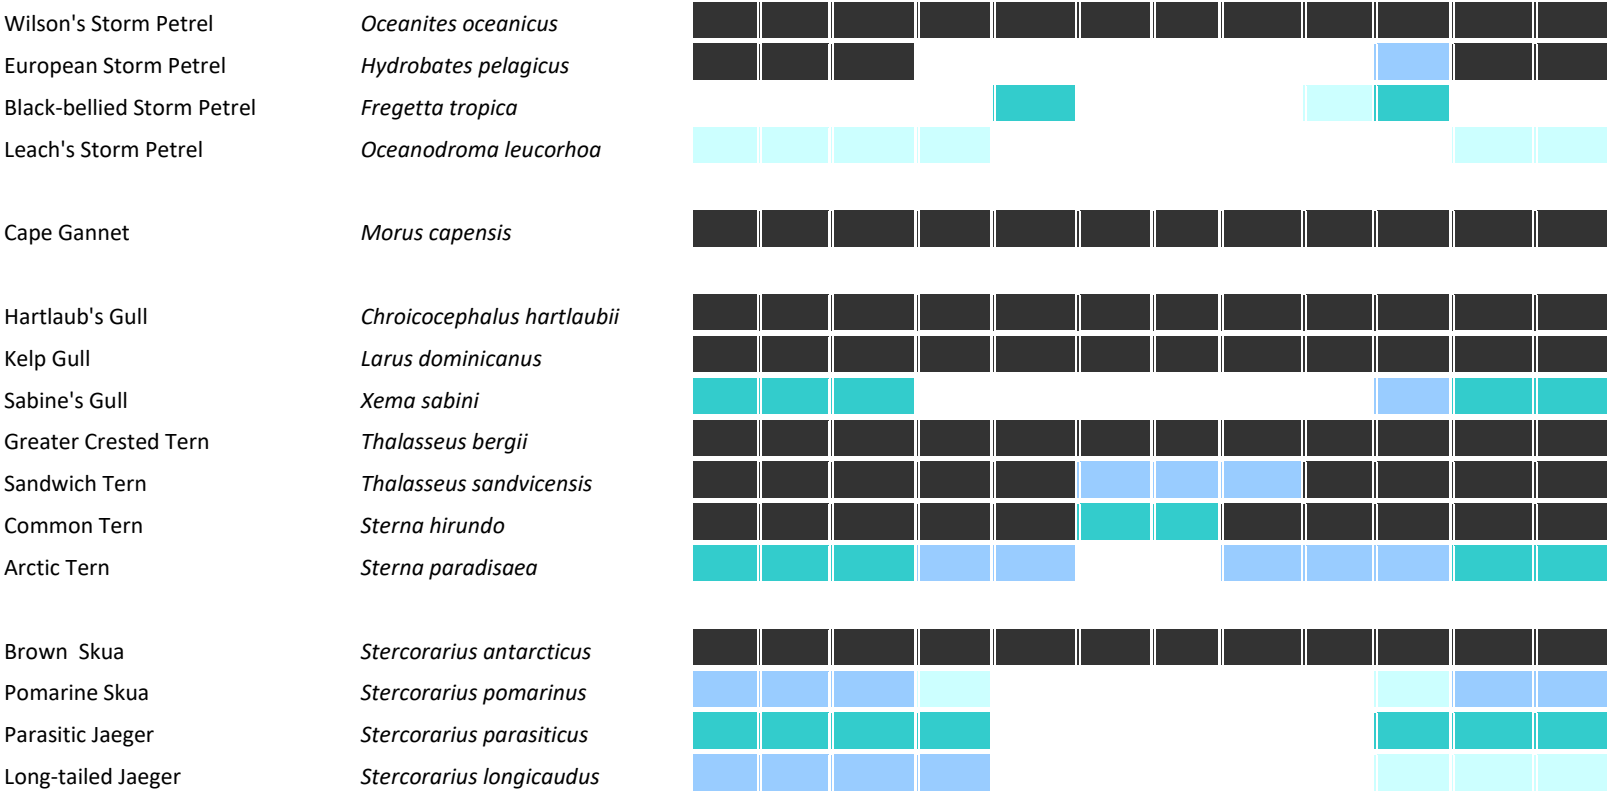 Wilson's Storm Petrel Oceanites oceanicus
European Storm Petrel Hydrobates pelagicus
Black-bellied Storm Petrel Fregetta tropica
Leach's Storm Petrel Oceanodroma leucorhoa
Cape Gannet Morus capensis
Hartlaub's Gull Chroicocephalus hartlaubii
Kelp Gull Larus dominicanus
Sabine's Gull Xema sabini
Greater Crested Tern Thalasseus bergii
Sandwich Tern Thalasseus sandvicensis
Common Tern Sterna hirundo
Arctic Tern Sterna paradisaea
Brown Skua Stercorarius antarcticus
Pomarine Skua Stercorarius pomarinus
Parasitic Jaeger Stercorarius parasiticus
Long-tailed Jaeger Stercorarius longicaudus